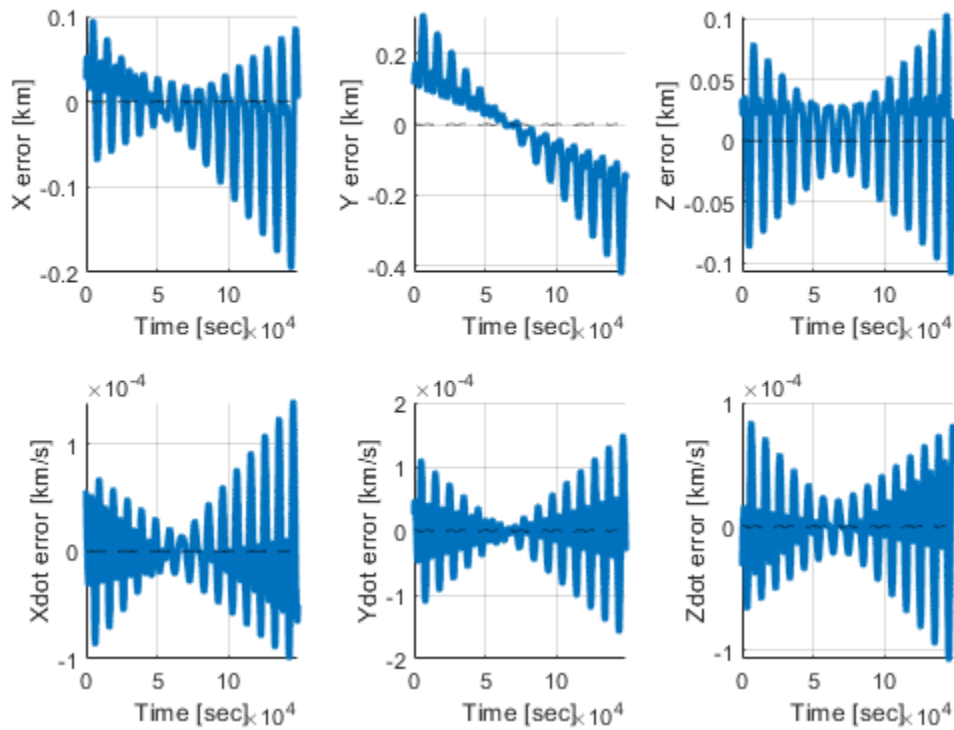 0.1
0
-0.1
-0.2
X error [km]
0 5 10
Time [sec] ×10^4
0.2
0
-0.2
-0.4
Y error [km]
0 5 10
Time [sec] ×10^4
0.1
0.05
0
-0.05
-0.1
Z error [km]
0 5 10
Time [sec] ×10^4
×10^-4
1
0
-1
Xdot error [km/s]
0 5 10
Time [sec] ×10^4
×10^-4
2
1
0
-1
-2
Ydot error [km/s]
0 5 10
Time [sec] ×10^4
×10^-4
1
0
-1
Zdot error [km/s]
0 5 10
Time [sec] ×10^4